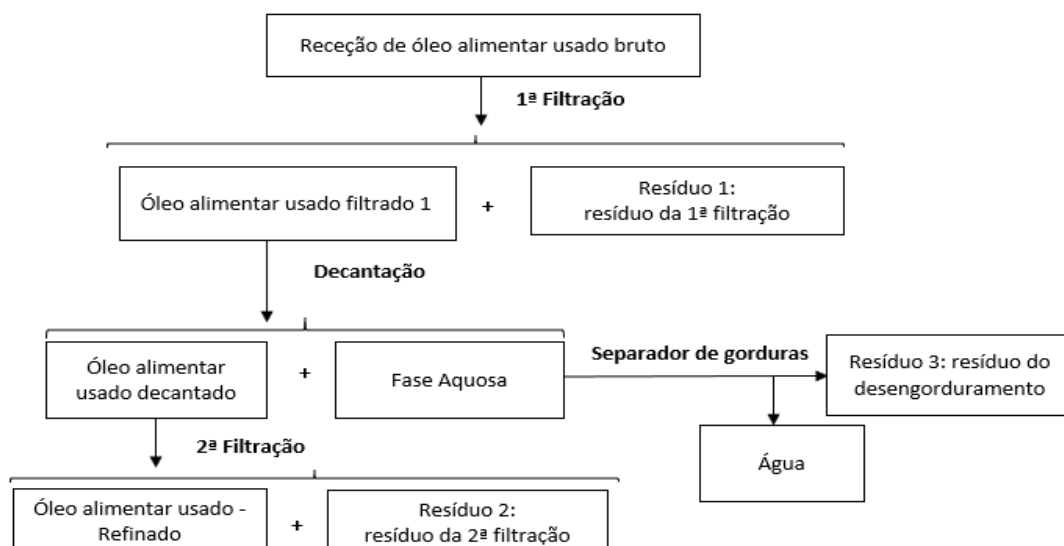 Receção de óleo alimentar usado bruto
1ª Filtração
Óleo alimentar usado filtrado 1
+
Resíduo 1:
resíduo da 1ª filtração
Decantação
Óleo alimentar
usado decantado
+
Fase Aquosa
Separador de gorduras
Resíduo 3: resíduo do
desengorduramento
Água
2ª Filtração
Óleo alimentar usado -
Refinado
+
Resíduo 2:
resíduo da 2ª filtração